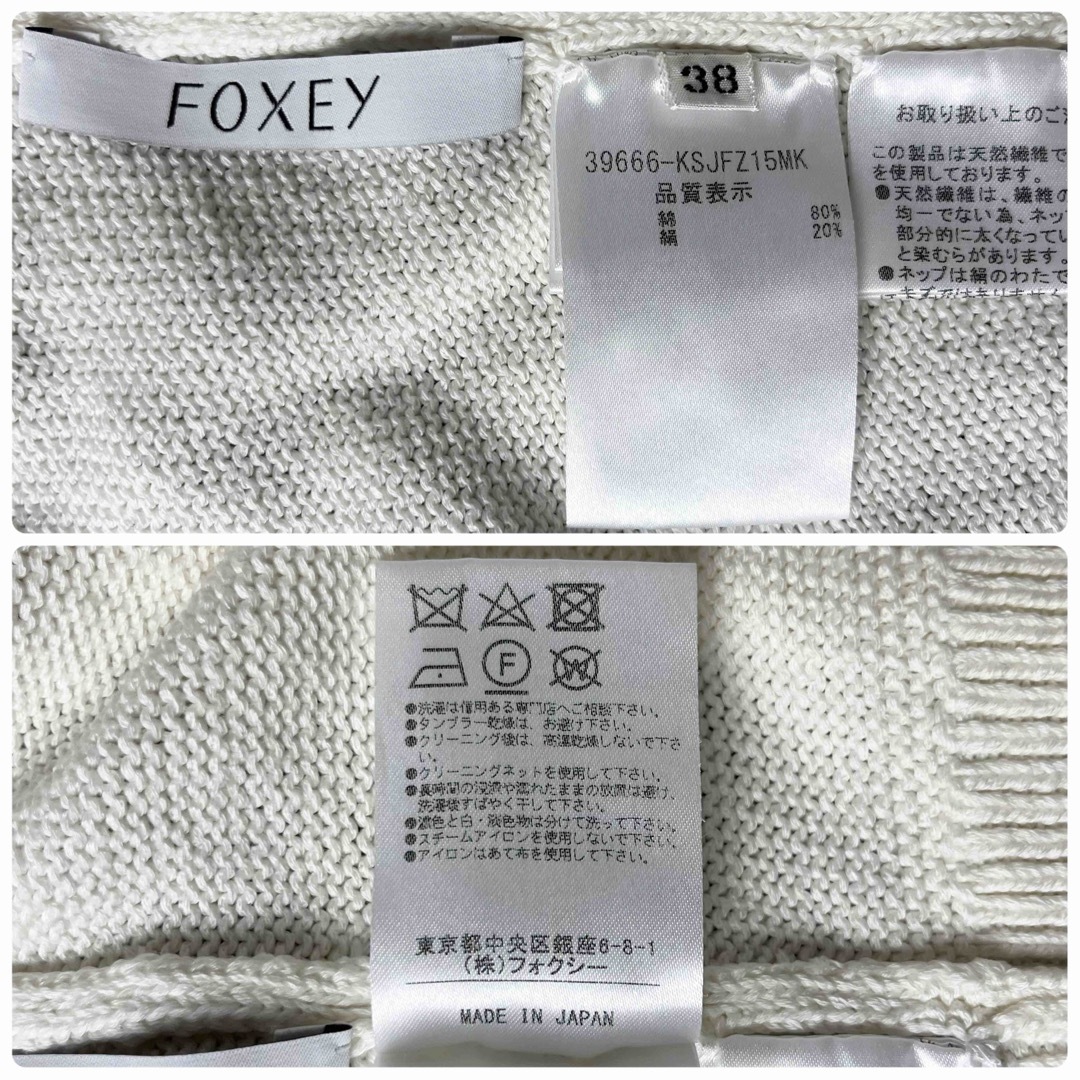 FOXEY
38
39666-KSJFZ15MK
品質表示
綿 80%
絹 20%
お取り扱い上のご
この製品は天然繊維で
を使用しております。
●天然繊維は、繊維の
均一でない為、ネッ
部分的に太くなってい
と染むらがあります。
●ネップは絹のわたで
F
W
●洗濯は信用ある専門店へご相談下さい。
●タンブラー乾燥は、お避け下さい。
●クリーニング後は、高温乾燥しないで下さ
い。
●クリーニングネットを使用して下さい。
●長時間の浸漬や濡れたままの放置は避け、
洗濯後すばやく干して下さい。
●濃色と白・淡色物は分けて洗って下さい。
●スチームアイロンを使用しないで下さい。
●アイロンはあて布を使用して下さい。
東京都中央区銀座6-8-1
(株)フォクシー
MADE IN JAPAN